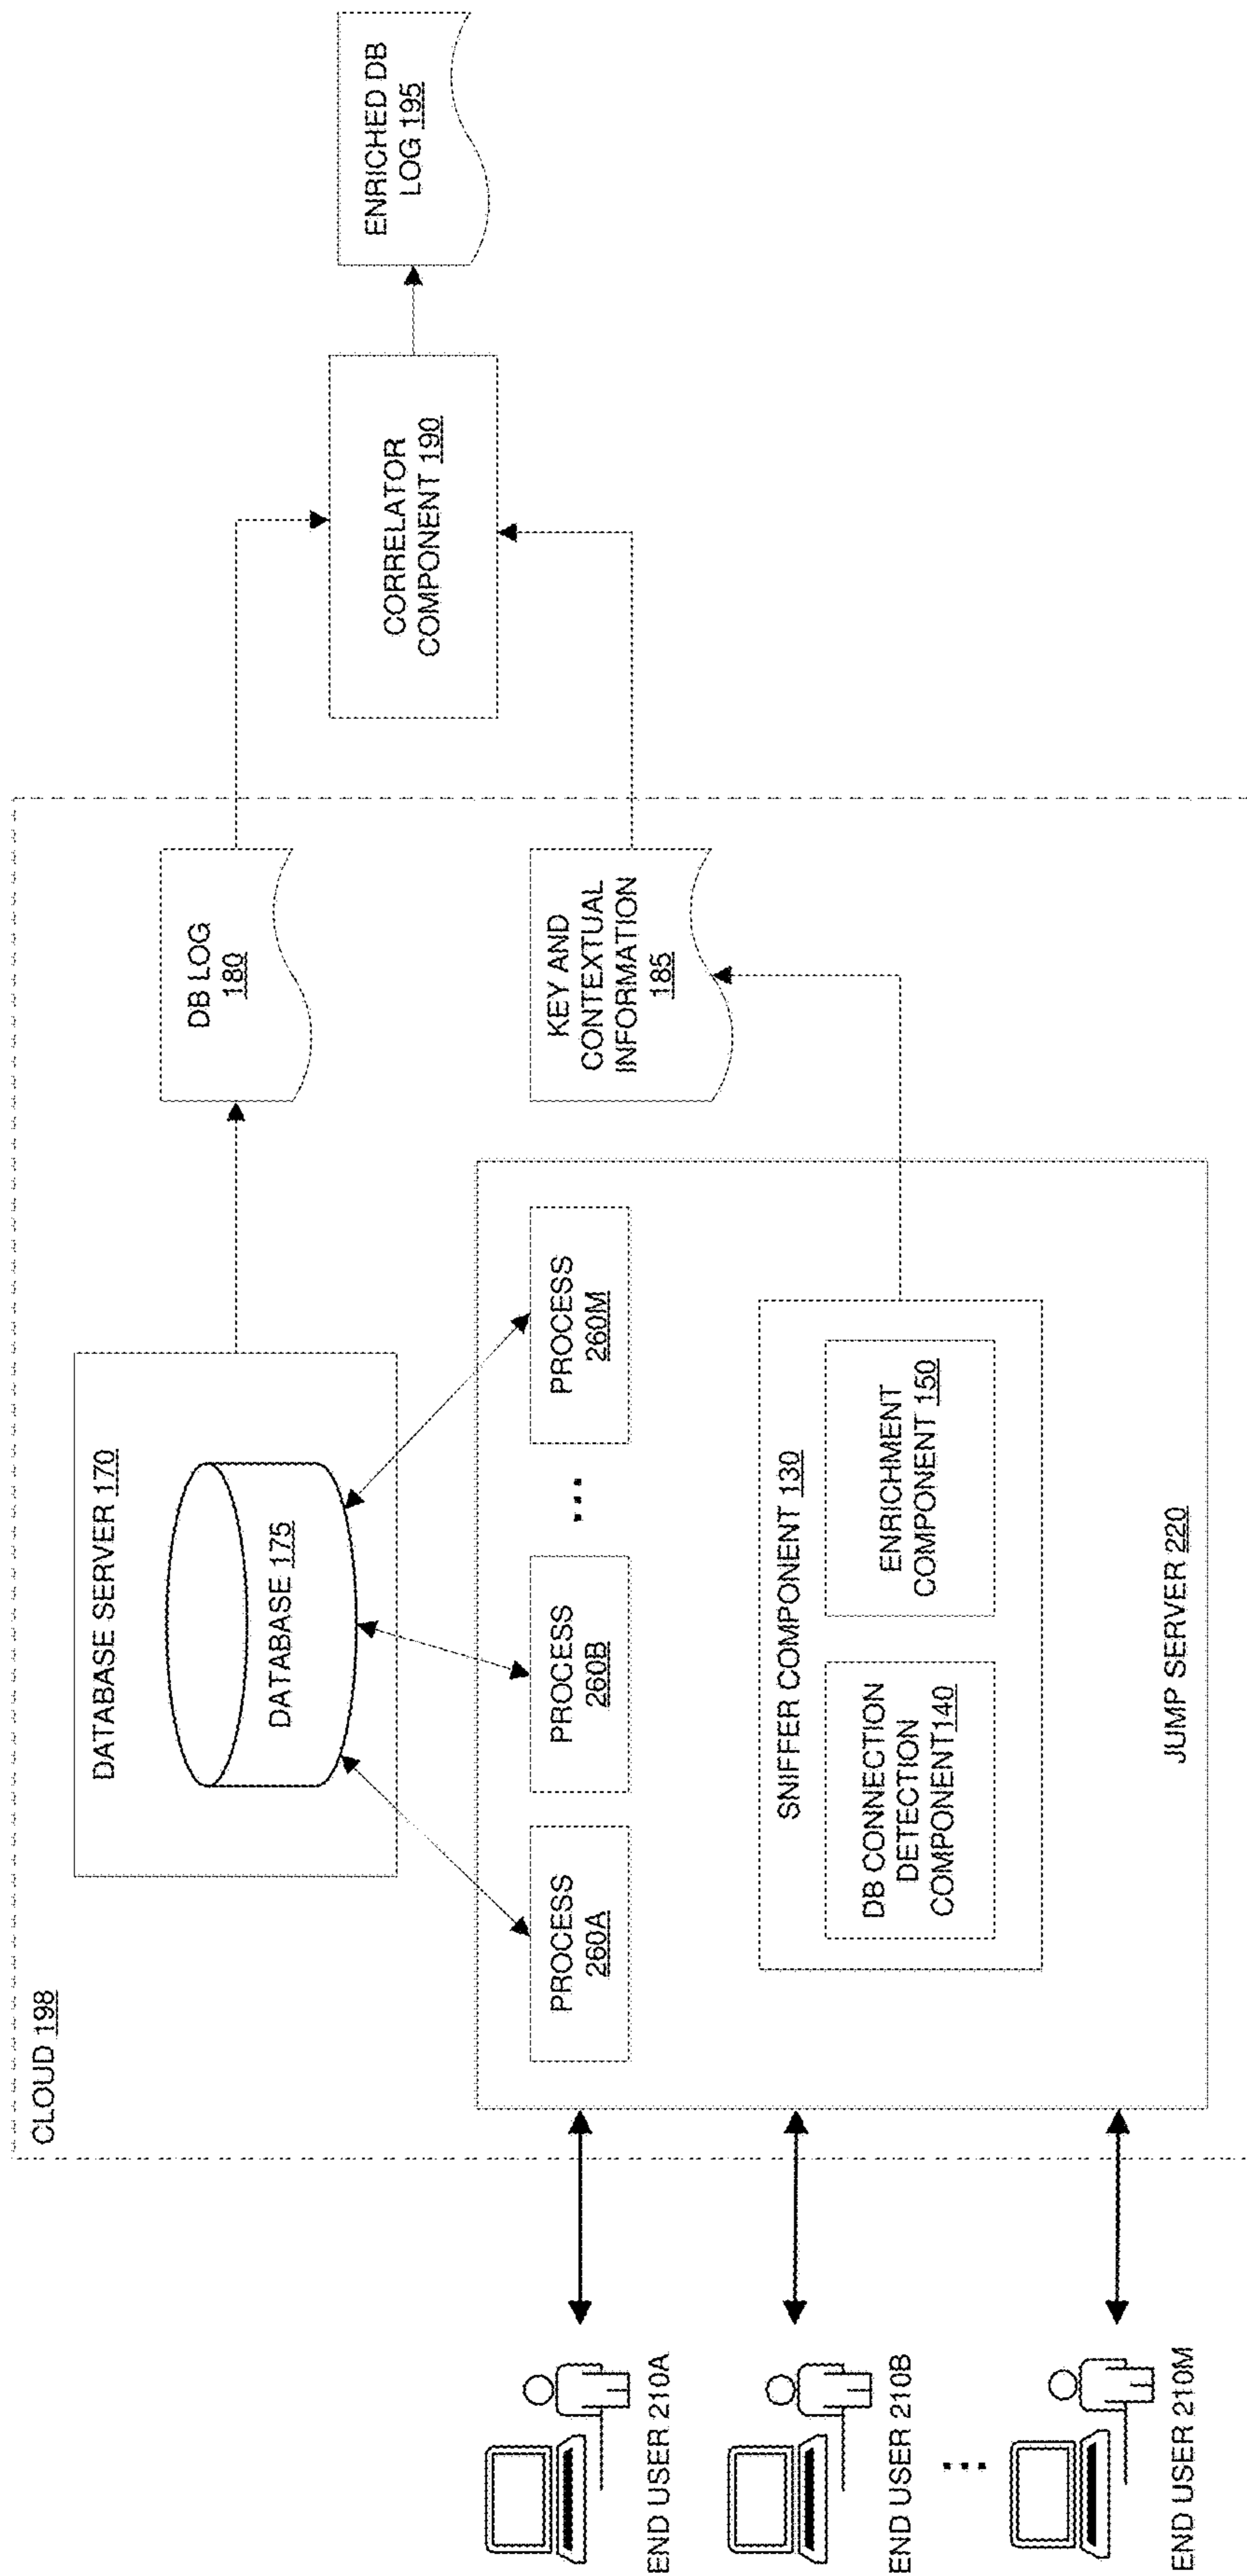 CLOUD 198
DATABASE SERVER 170
DATABASE 175
DB LOG
180
PROCESS
260A
PROCESS
260B
...
PROCESS
260M
SNIFFER COMPONENT 130
DB CONNECTION
DETECTION
COMPONENT140
ENRICHMENT
COMPONENT 150
JUMP SERVER 220
KEY AND
CONTEXTUAL
INFORMATION
185
CORRELATOR
COMPONENT 190
ENRICHED DB
LOG 195
END USER 210A
END USER 210B
...
END USER 210M